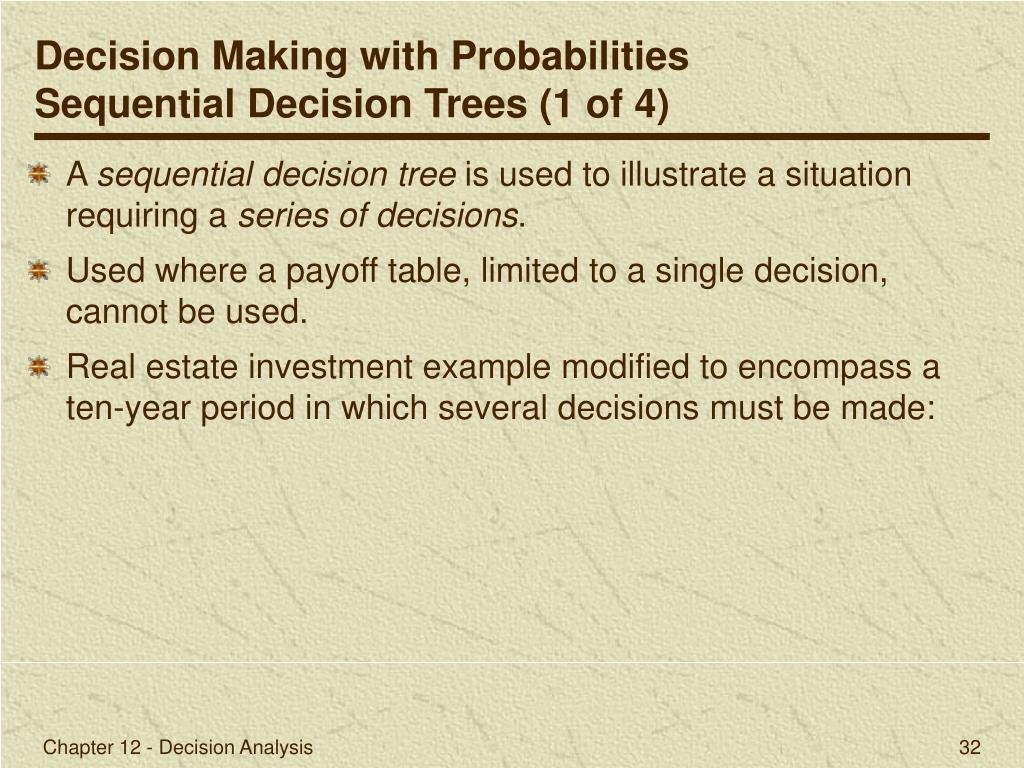 Decision Making with Probabilities
Sequential Decision Trees (1 of 4)
A sequential decision tree is used to illustrate a situation
requiring a series of decisions.
Used where a payoff table, limited to a single decision,
cannot be used.
Real estate investment example modified to encompass a
ten-year period in which several decisions must be made:
Chapter 12 - Decision Analysis
32